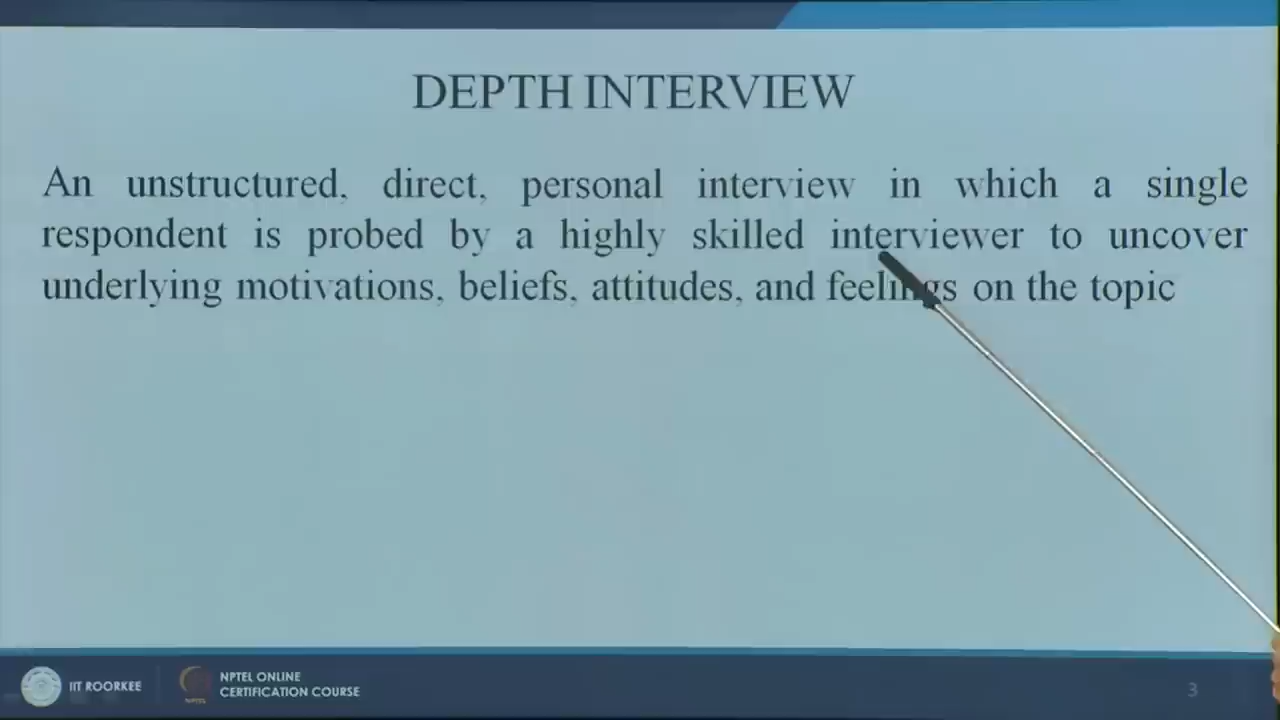 DEPTH INTERVIEW
An unstructured, direct, personal interview in which a single
respondent is probed by a highly skilled interviewer to uncover
underlying motivations, beliefs, attitudes, and feelings on the topic
IIT ROORKEE
NPTEL ONLINE
CERTIFICATION COURSE
3